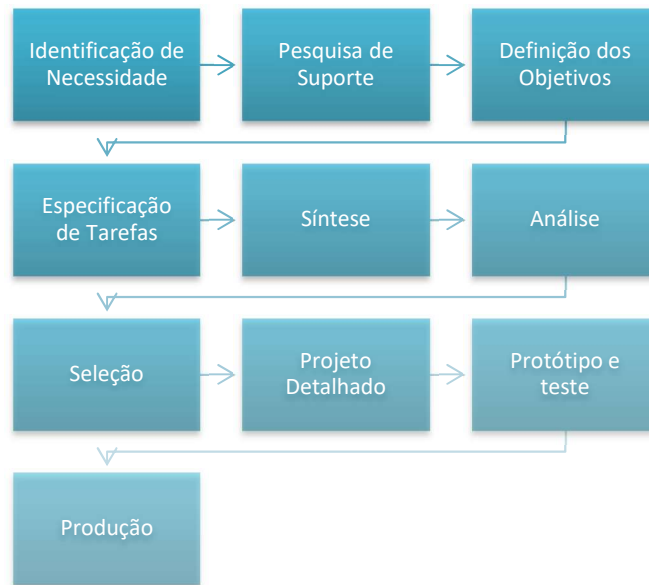 Identificação de
Necessidade
Pesquisa de
Suporte
Definição dos
Objetivos
Especificação
de Tarefas
Síntese
Análise
Seleção
Projeto
Detalhado
Protótipo e
teste
Produção